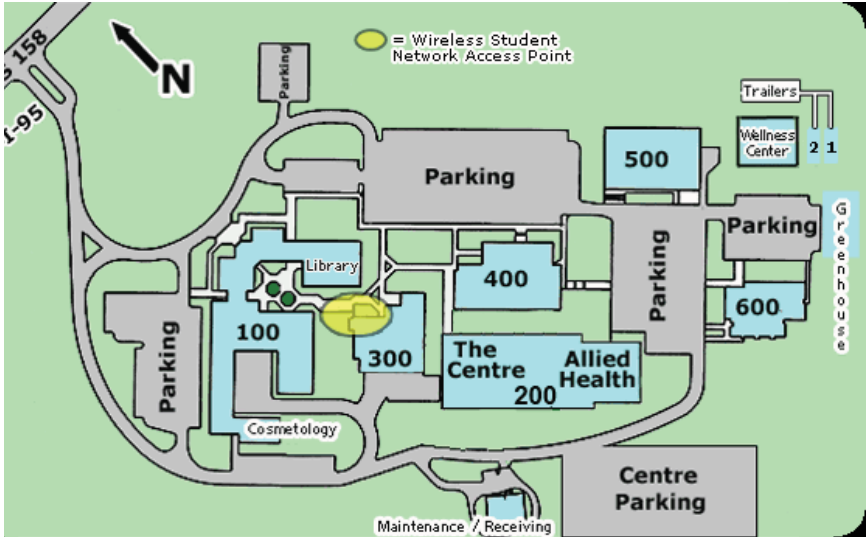 S 158
I-95
N
= Wireless Student
Network Access Point
Parking
Trailers
Wellness
Center
2 1
500
Parking
Parking
Greenhouse
Library
400
Parking
600
100
300
The
Centre
Allied
Health
200
Parking
Cosmetology
Centre
Parking
Maintenance / Receiving